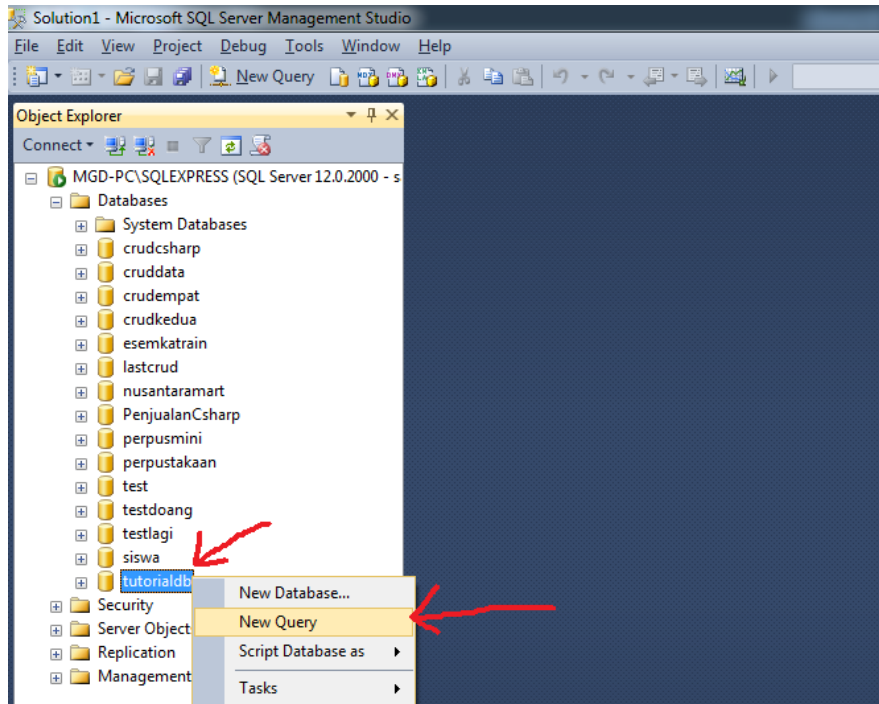 Solution1 - Microsoft SQL Server Management Studio
File Edit View Project Debug Tools Window Help
New Query
Object Explorer
Connect
MGD-PC\SQLEXPRESS (SQL Server 12.0.2000 - s
Databases
System Databases
crudcsharp
cruddata
crudempat
crudkedua
esemkatrain
lastcrud
nusantaramart
PenjualanCsharp
perpusmini
perpustakaan
test
testdoang
testlagi
siswa
tutorialdb
Security
Server Object
Replication
Management
New Database...
New Query
Script Database as
Tasks